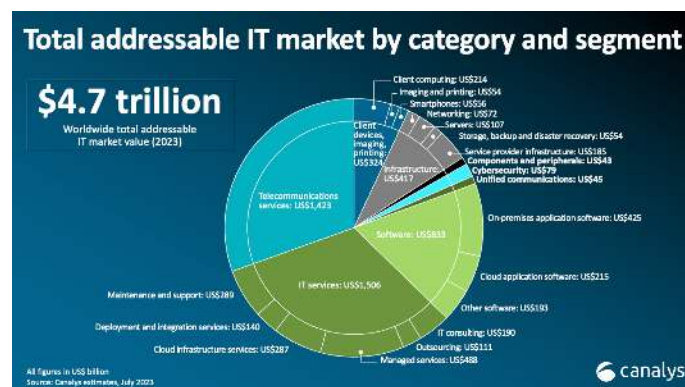 Total addressable IT market by category and segment
$4.7 trillion
Worldwide total addressable
IT market value (2023)
Client computing: US$214
Imaging and printing: US$54
Smartphones: US$56
Networking: US$72
Servers: US$107
Storage, backup and disaster recovery: US$54
Service provider infrastructure: US$185
Components and peripherals: US$43
Cybersecurity: US$79
Unified communications: US$45
Client
devices,
imaging,
printing:
US$324
Infrastructure:
US$417
Telecommunications
services: US$1,423
Software: US$833
On-premises application software: US$425
Cloud application software: US$215
Other software: US$193
IT services: US$1,506
IT consulting: US$190
Outsourcing: US$111
Managed services: US$488
Maintenance and support: US$289
Deployment and integration services: US$140
Cloud infrastructure services: US$287
All figures in US$ billion
Source: Canalys estimates, July 2023
canalys